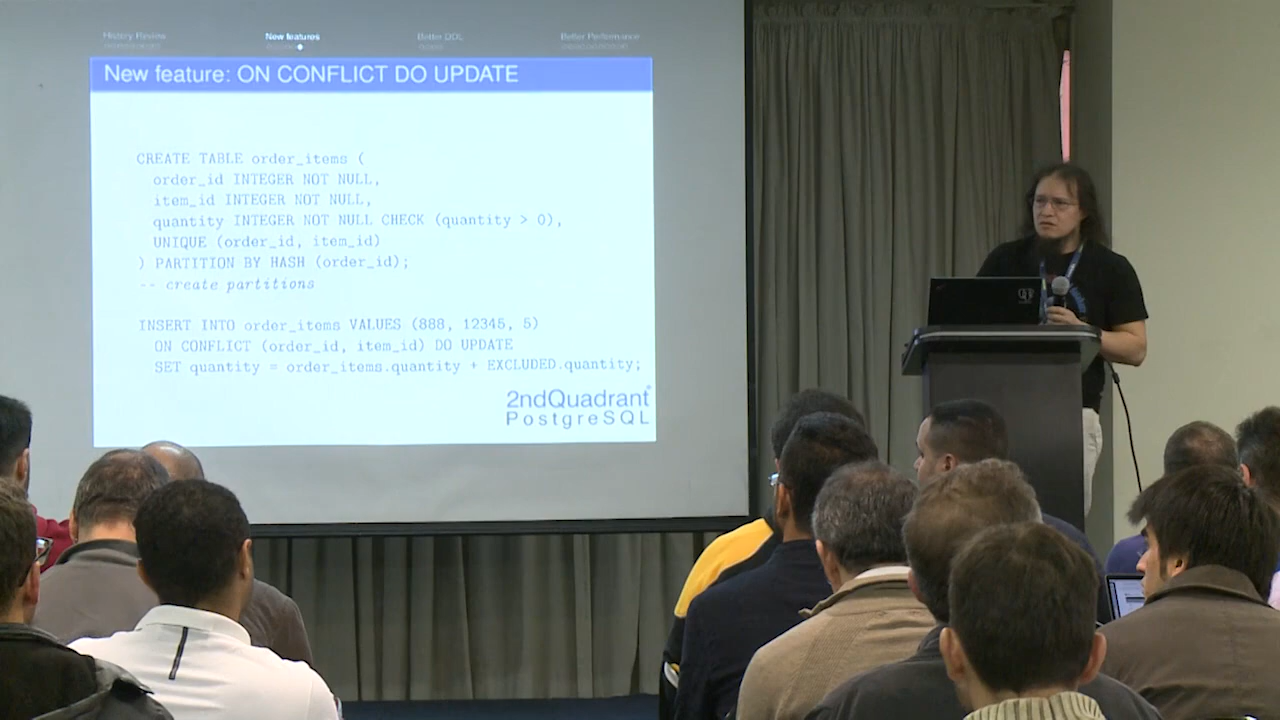 History Review
New features
Better DDL
Better Performance
New feature: ON CONFLICT DO UPDATE
CREATE TABLE order_items (
order_id INTEGER NOT NULL,
item_id INTEGER NOT NULL,
quantity INTEGER NOT NULL CHECK (quantity > 0),
UNIQUE (order_id, item_id)
) PARTITION BY HASH (order_id);
-- create partitions
INSERT INTO order_items VALUES (888, 12345, 5)
ON CONFLICT (order_id, item_id) DO UPDATE
SET quantity = order_items.quantity + EXCLUDED.quantity;
2ndQuadrant
PostgreSQL